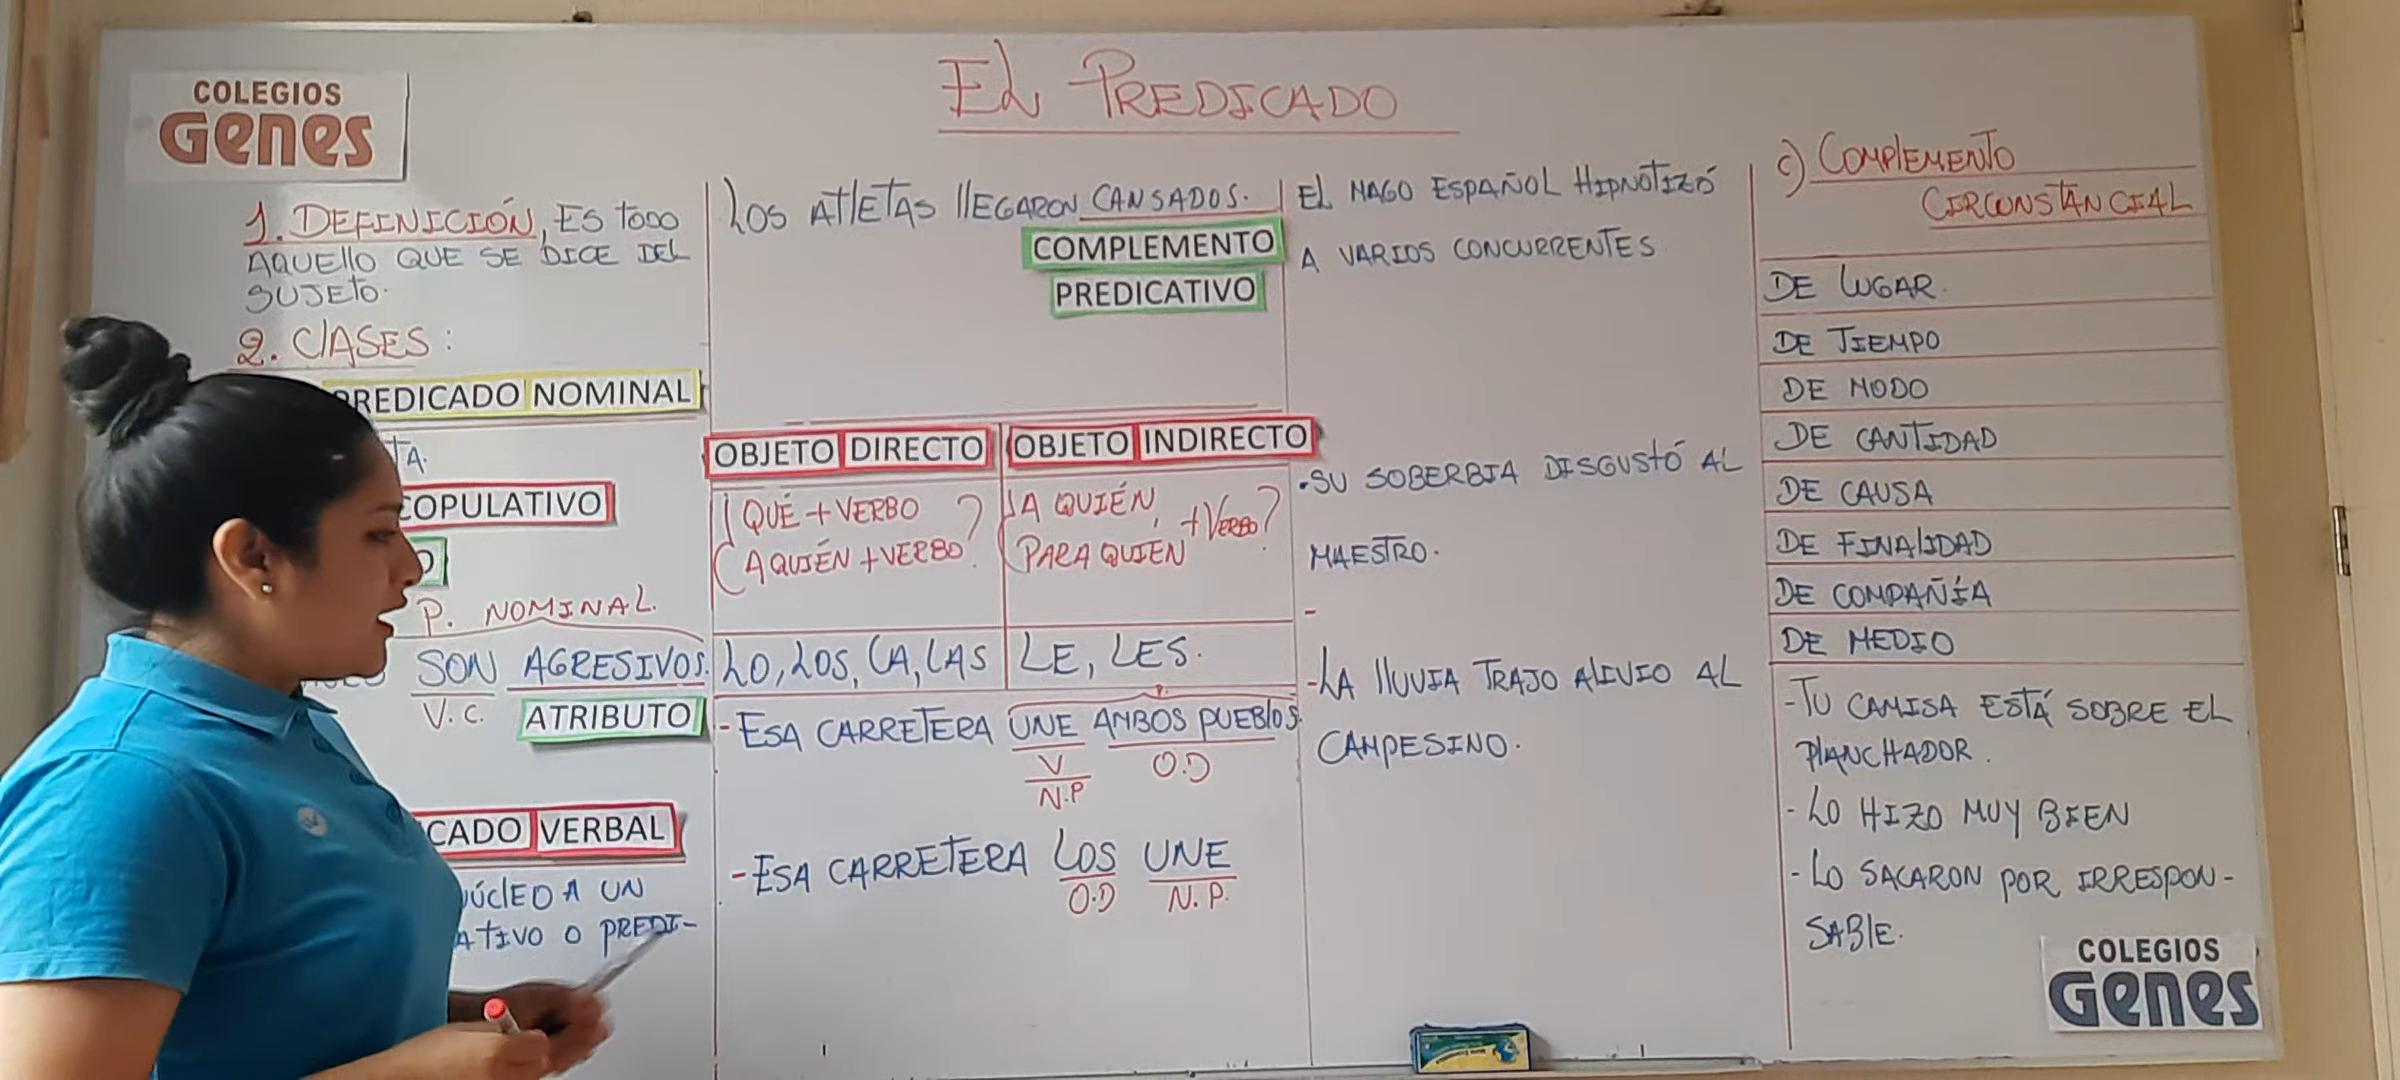 EL PREDICADO
COLEGIOS
Genes
1. DEFINICIÓN, ES TODO
AQUELLO QUE SE DICE DEL
SUJETO.
2. CLASES:
PREDICADO NOMINAL
TA.
COPULATIVO
O
P. NOMINAL.
SON AGRESIVOS.
V.C.
ATRIBUTO
CADO VERBAL
NÚCLEO A UN
ATIVO O PREDI-
LOS ATLETAS LLEGARON CANSADOS.
COMPLEMENTO
PREDICATIVO
OBJETO DIRECTO
OBJETO INDIRECTO
¿QUÉ + VERBO
A QUIÉN + VERBO?
¿A QUIÉN,
PARA QUIÉN
+ VERBO?
LO, LOS, LA, LAS
LE, LES.
P.
- ESA CARRETERA UNE AMBOS PUEBLOS.
V
N.P
O.D
- ESA CARRETERA LOS UNE
O.D
N.P.
EL MAGO ESPAÑOL HIPNOTIZÓ
A VARIOS CONCURRENTES
•SU SOBERBIA DISGUSTÓ AL
MAESTRO.
-
-LA LLUVIA TRAJO ALIVIO AL
CAMPESINO.
c) COMPLEMENTO
CIRCUNSTANCIAL
DE LUGAR.
DE TIEMPO
DE MODO
DE CANTIDAD
DE CAUSA
DE FINALIDAD
DE COMPAÑÍA
DE MEDIO
-TU CAMISA ESTÁ SOBRE EL
PLANCHADOR.
- LO HIZO MUY BIEN
- LO SACARON POR IRRESPON-
SABLE.
COLEGIOS
Genes